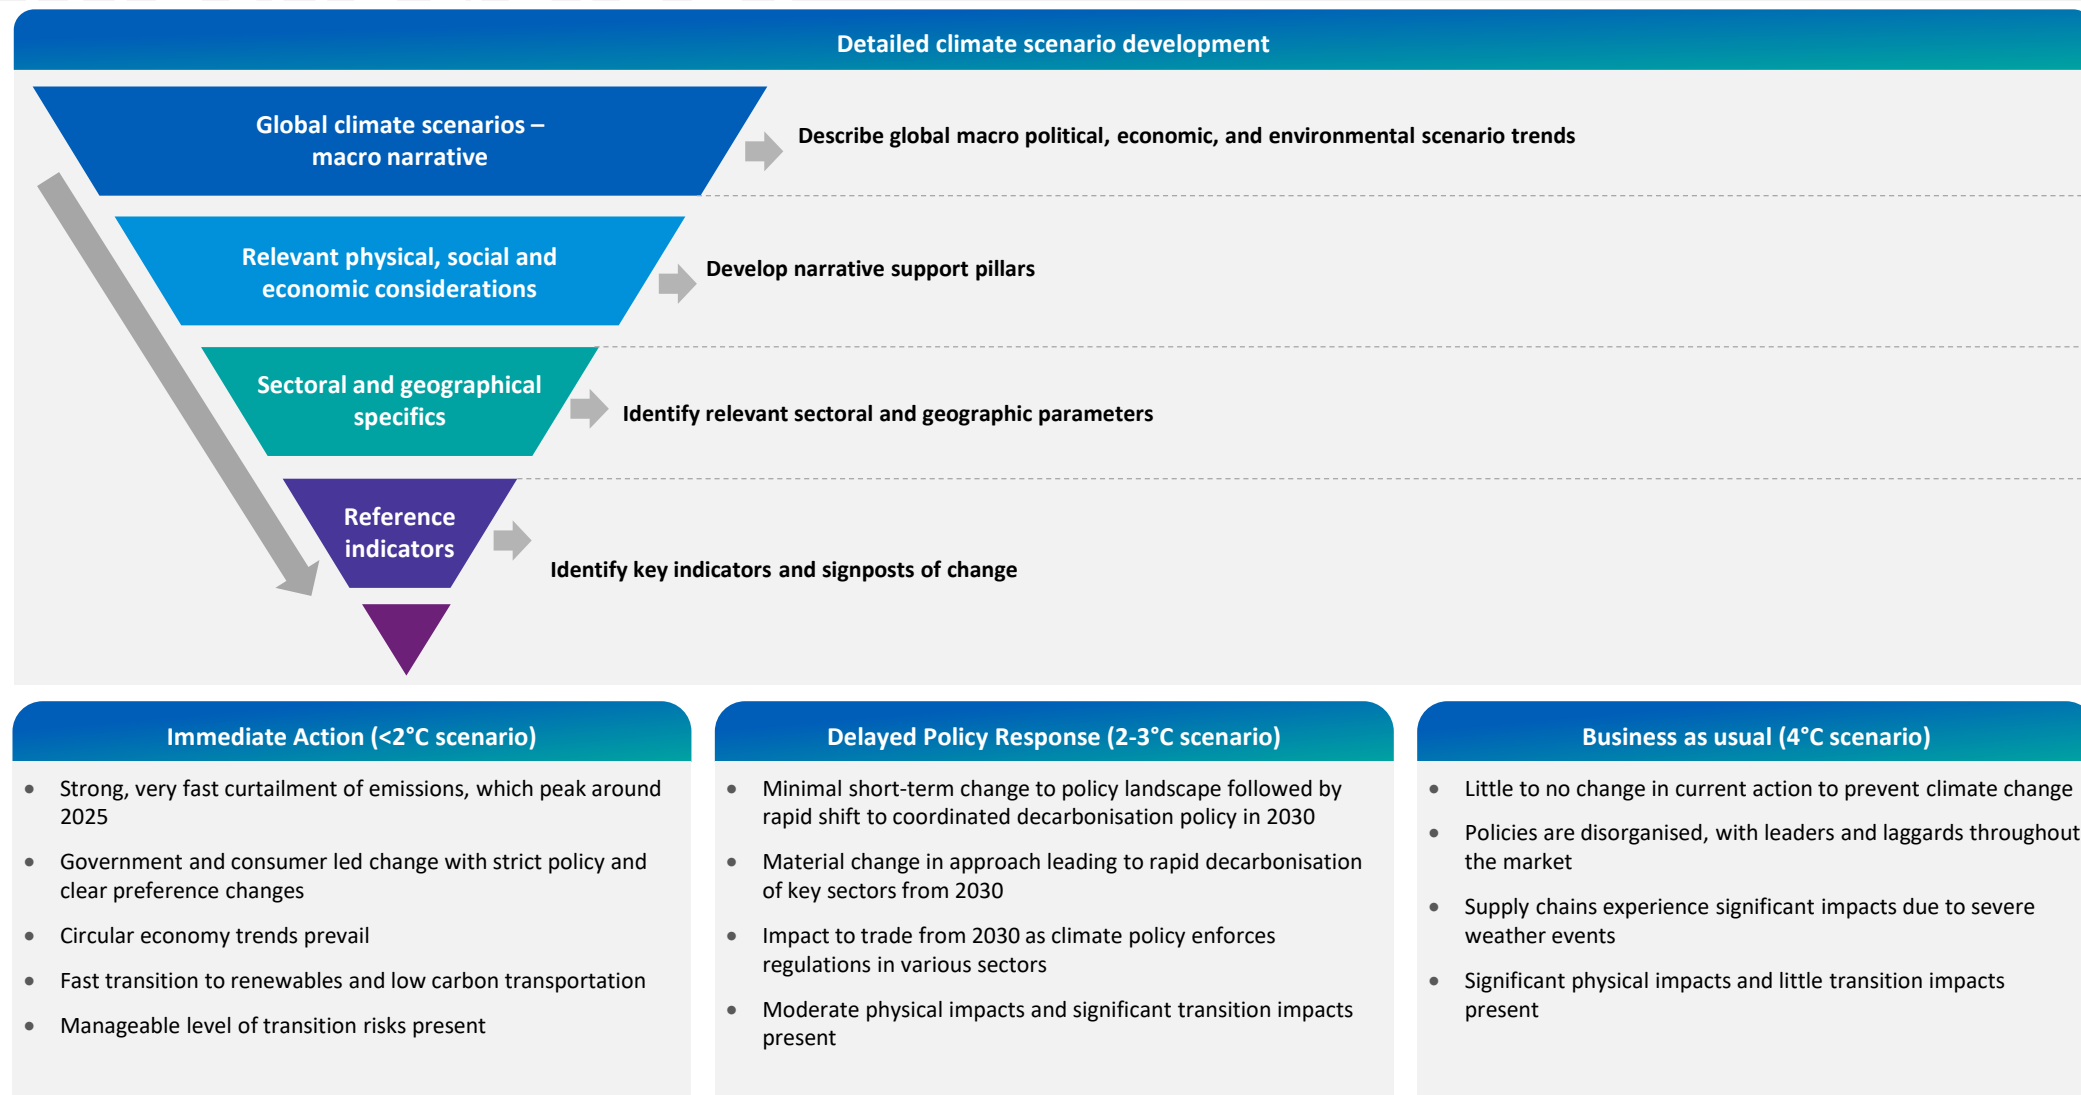 Detailed climate scenario development
Global climate scenarios –
macro narrative
Describe global macro political, economic, and environmental scenario trends
Relevant physical, social and
economic considerations
Develop narrative support pillars
Sectoral and geographical
specifics
Identify relevant sectoral and geographic parameters
Reference
indicators
Identify key indicators and signposts of change
Immediate Action (<2°C scenario)
• Strong, very fast curtailment of emissions, which peak around
2025
• Government and consumer led change with strict policy and
clear preference changes
• Circular economy trends prevail
• Fast transition to renewables and low carbon transportation
• Manageable level of transition risks present
Delayed Policy Response (2-3°C scenario)
• Minimal short-term change to policy landscape followed by
rapid shift to coordinated decarbonisation policy in 2030
• Material change in approach leading to rapid decarbonisation
of key sectors from 2030
• Impact to trade from 2030 as climate policy enforces
regulations in various sectors
• Moderate physical impacts and significant transition impacts
present
Business as usual (4°C scenario)
• Little to no change in current action to prevent climate change
• Policies are disorganised, with leaders and laggards throughout
the market
• Supply chains experience significant impacts due to severe
weather events
• Significant physical impacts and little transition impacts
present